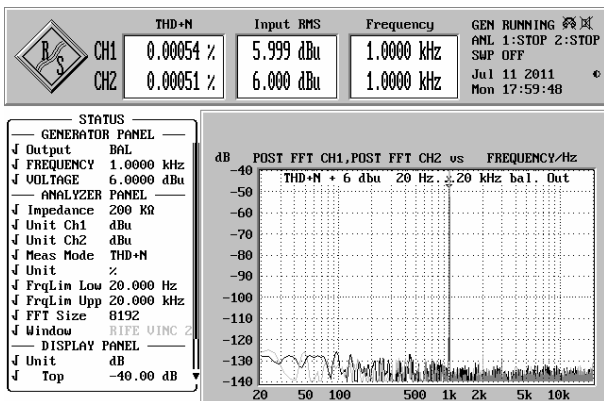 THD+N Input RMS Frequency
R S
CH1 0.00054 % 5.999 dBu 1.0000 kHz
CH2 0.00051 % 6.000 dBu 1.0000 kHz
GEN RUNNING
ANL 1:STOP 2:STOP
SWP OFF
Jul 11 2011
Mon 17:59:48
STATUS
GENERATOR PANEL
Output BAL
FREQUENCY 1.0000 kHz
VOLTAGE 6.0000 dBu
ANALYZER PANEL
Impedance 200 KΩ
Unit Ch1 dBu
Unit Ch2 dBu
Meas Mode THD+N
Unit %
FrqLim Low 20.000 Hz
FrqLim Upp 20.000 kHz
FFT Size 8192
Window RIFE VINC 2
DISPLAY PANEL
Unit dB
Top -40.00 dB
dB POST FFT CH1,POST FFT CH2 vs FREQUENCY/Hz
THD+N + 6 dbu 20 Hz...20 kHz bal. Out
-40
-50
-60
-70
-80
-90
-100
-110
-120
-130
-140
20 50 100 500 1k 2k 5k 10k